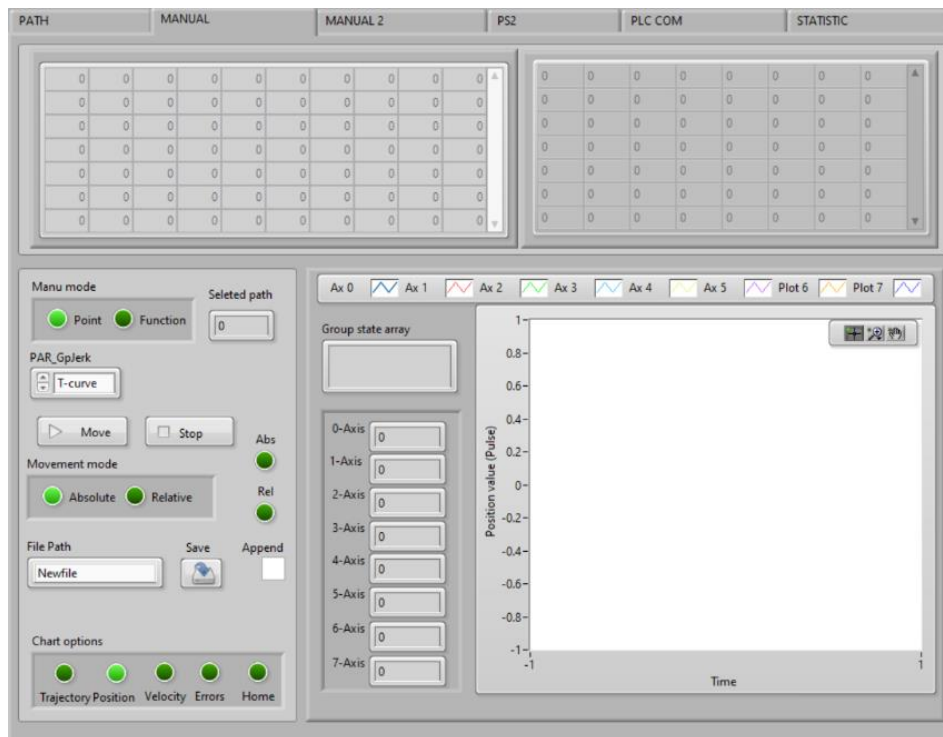 PATH MANUAL MANUAL 2 PS2 PLC COM STATISTIC
0 0 0 0 0 0 0 0 0 0 0 0 0 0 0 0 0 0
0 0 0 0 0 0 0 0 0 0 0 0 0 0 0 0 0 0
0 0 0 0 0 0 0 0 0 0 0 0 0 0 0 0 0 0
0 0 0 0 0 0 0 0 0 0 0 0 0 0 0 0 0 0
0 0 0 0 0 0 0 0 0 0 0 0 0 0 0 0 0 0
0 0 0 0 0 0 0 0 0 0 0 0 0 0 0 0 0 0
0 0 0 0 0 0 0 0 0 0 0 0 0 0 0 0 0 0
Manu mode
Seleted path
Point Function
0
PAR_GpJerk
T-curve
Move Stop
Abs
Movement mode
Absolute Relative
Rel
File Path Save Append
Newfile
Chart options
Trajectory Position Velocity Errors Home
Ax 0 Ax 1 Ax 2 Ax 3 Ax 4 Ax 5 Plot 6 Plot 7
Group state array
0-Axis 0
1-Axis 0
2-Axis 0
3-Axis 0
4-Axis 0
5-Axis 0
6-Axis 0
7-Axis 0
Position value (Pulse)
1
0.8
0.6
0.4
0.2
0
-0.2
-0.4
-0.6
-0.8
-1
-1 1
Time